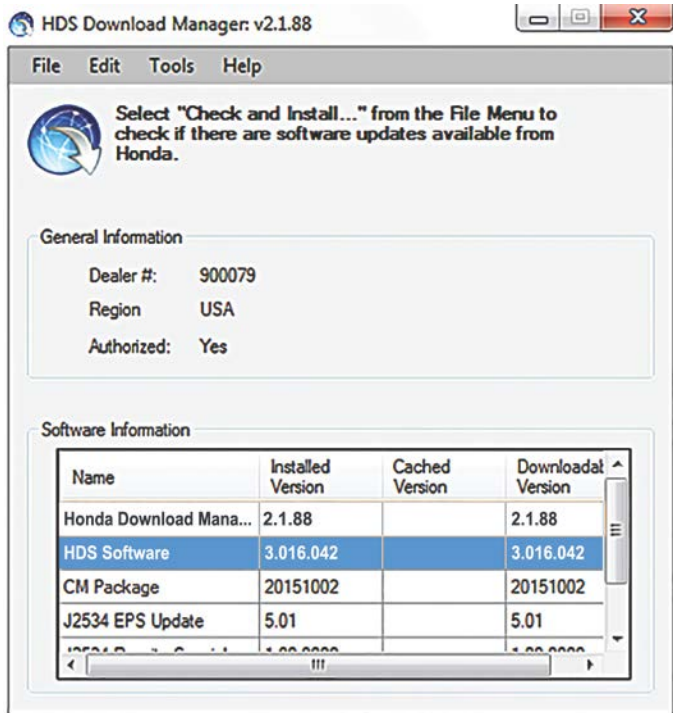 HDS Download Manager: v2.1.88
File Edit Tools Help
Select "Check and Install..." from the File Menu to
check if there are software updates available from
Honda.
General Information
Dealer #: 900079
Region USA
Authorized: Yes
Software Information
Name Installed Version Cached Version Downloadat Version
Honda Download Mana... 2.1.88 2.1.88
HDS Software 3.016.042 3.016.042
CM Package 20151002 20151002
J2534 EPS Update 5.01 5.01